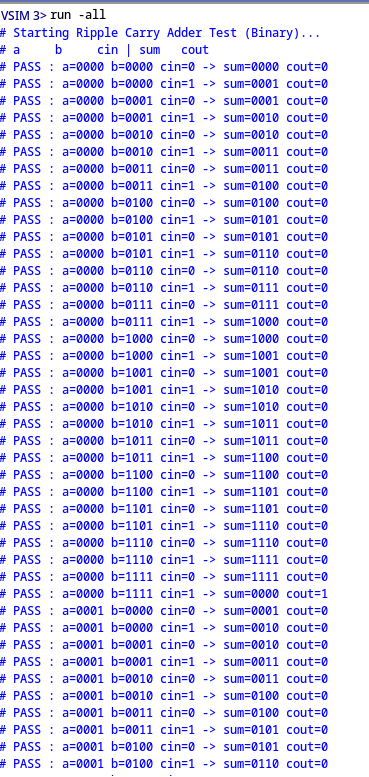 VSIM 3> run -all
# Starting Ripple Carry Adder Test (Binary)...
# a     b     cin | sum   cout
# PASS : a=0000 b=0000 cin=0 -> sum=0000 cout=0
# PASS : a=0000 b=0000 cin=1 -> sum=0001 cout=0
# PASS : a=0000 b=0001 cin=0 -> sum=0001 cout=0
# PASS : a=0000 b=0001 cin=1 -> sum=0010 cout=0
# PASS : a=0000 b=0010 cin=0 -> sum=0010 cout=0
# PASS : a=0000 b=0010 cin=1 -> sum=0011 cout=0
# PASS : a=0000 b=0011 cin=0 -> sum=0011 cout=0
# PASS : a=0000 b=0011 cin=1 -> sum=0100 cout=0
# PASS : a=0000 b=0100 cin=0 -> sum=0100 cout=0
# PASS : a=0000 b=0100 cin=1 -> sum=0101 cout=0
# PASS : a=0000 b=0101 cin=0 -> sum=0101 cout=0
# PASS : a=0000 b=0101 cin=1 -> sum=0110 cout=0
# PASS : a=0000 b=0110 cin=0 -> sum=0110 cout=0
# PASS : a=0000 b=0110 cin=1 -> sum=0111 cout=0
# PASS : a=0000 b=0111 cin=0 -> sum=0111 cout=0
# PASS : a=0000 b=0111 cin=1 -> sum=1000 cout=0
# PASS : a=0000 b=1000 cin=0 -> sum=1000 cout=0
# PASS : a=0000 b=1000 cin=1 -> sum=1001 cout=0
# PASS : a=0000 b=1001 cin=0 -> sum=1001 cout=0
# PASS : a=0000 b=1001 cin=1 -> sum=1010 cout=0
# PASS : a=0000 b=1010 cin=0 -> sum=1010 cout=0
# PASS : a=0000 b=1010 cin=1 -> sum=1011 cout=0
# PASS : a=0000 b=1011 cin=0 -> sum=1011 cout=0
# PASS : a=0000 b=1011 cin=1 -> sum=1100 cout=0
# PASS : a=0000 b=1100 cin=0 -> sum=1100 cout=0
# PASS : a=0000 b=1100 cin=1 -> sum=1101 cout=0
# PASS : a=0000 b=1101 cin=0 -> sum=1101 cout=0
# PASS : a=0000 b=1101 cin=1 -> sum=1110 cout=0
# PASS : a=0000 b=1110 cin=0 -> sum=1110 cout=0
# PASS : a=0000 b=1110 cin=1 -> sum=1111 cout=0
# PASS : a=0000 b=1111 cin=0 -> sum=1111 cout=0
# PASS : a=0000 b=1111 cin=1 -> sum=0000 cout=1
# PASS : a=0001 b=0000 cin=0 -> sum=0001 cout=0
# PASS : a=0001 b=0000 cin=1 -> sum=0010 cout=0
# PASS : a=0001 b=0001 cin=0 -> sum=0010 cout=0
# PASS : a=0001 b=0001 cin=1 -> sum=0011 cout=0
# PASS : a=0001 b=0010 cin=0 -> sum=0011 cout=0
# PASS : a=0001 b=0010 cin=1 -> sum=0100 cout=0
# PASS : a=0001 b=0011 cin=0 -> sum=0100 cout=0
# PASS : a=0001 b=0011 cin=1 -> sum=0101 cout=0
# PASS : a=0001 b=0100 cin=0 -> sum=0101 cout=0
# PASS : a=0001 b=0100 cin=1 -> sum=0110 cout=0